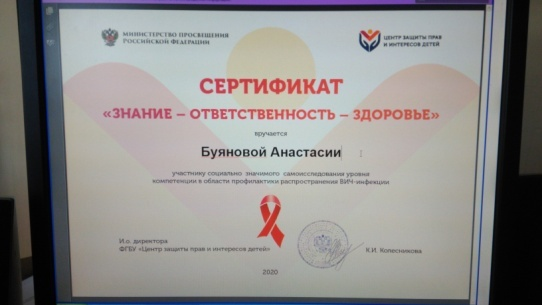 МИНИСТЕРСТВО ПРОСВЕЩЕНИЯ
РОССИЙСКОЙ ФЕДЕРАЦИИ
ЦЕНТР ЗАЩИТЫ ПРАВ
И ИНТЕРЕСОВ ДЕТЕЙ
СЕРТИФИКАТ
«ЗНАНИЕ – ОТВЕТСТВЕННОСТЬ – ЗДОРОВЬЕ»
вручается
Буяновой Анастасии
участнику социально значимого самоисследования уровня
компетенции в области профилактики распространения ВИЧ-инфекции
И.о. директора
ФГБУ «Центр защиты прав и интересов детей»
К.И. Колесникова
2020